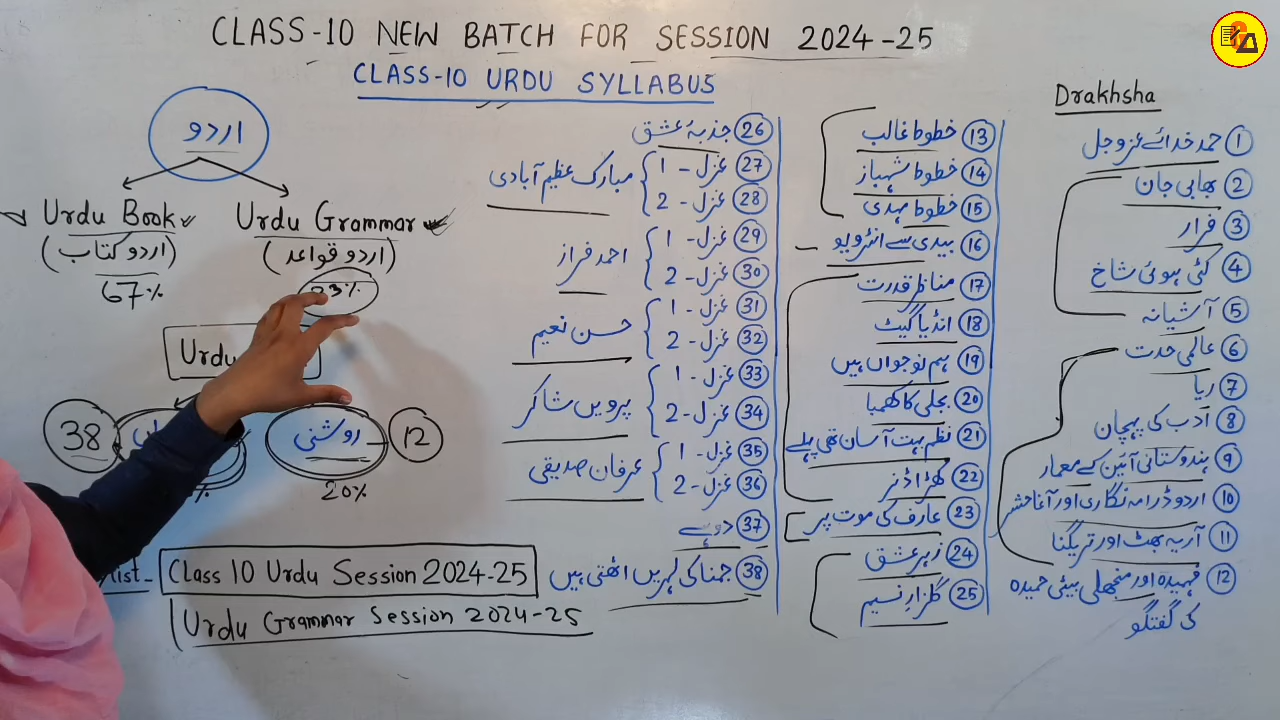 CLASS-10 NEW BATCH FOR SESSION 2024-25
CLASS-10 URDU SYLLABUS
اردو
Urdu Book
(اردو کتاب)
67%
Urdu Grammar
(اردو قواعد)
Urdu
38
روشنی
12
20%
Class 10 Urdu Session 2024-25
Urdu Grammar Session 2024-25
Drakhsha
1 حمد خدائے عزوجل
2 بھابی جان
3 فرار
4 کٹی ہوئی شاخ
5 آشیانہ
6 عالمی حدت
7 ریا
8 ادب کی پہچان
9 ہندوستانی آئین کے معمار
10 اردو ڈرامہ نگاری اور آغا حشر
11 آریہ بھٹ اور تریگنا
12 فہمیدہ اور منجھلی بیٹی حمیدہ
کی گفتگو
13 خطوط غالب
14 خطوط شہباز
15 خطوط مہدی
16 بیدی سے انٹرویو
17 مناظر قدرت
18 انڈیا گیٹ
19 ہم نوجواں ہیں
20 بجلی کا کھمبا
21 نظم بہت آسان تھی پہلے
22 کھڑا ڈنر
23 عارف کی موت پر
24 زہر عشق
25 گلزار نسیم
26 جذبۂ عشق
27 غزل - 1
28 غزل - 2
مبارک عظیم آبادی
29 غزل - 1
30 غزل - 2
احمد فراز
31 غزل - 1
32 غزل - 2
حسن نعیم
33 غزل - 1
34 غزل - 2
پروین شاکر
35 غزل - 1
36 غزل - 2
عرفان صدیقی
37 دوہے
38 جمنا کی لہریں اٹھتی ہیں